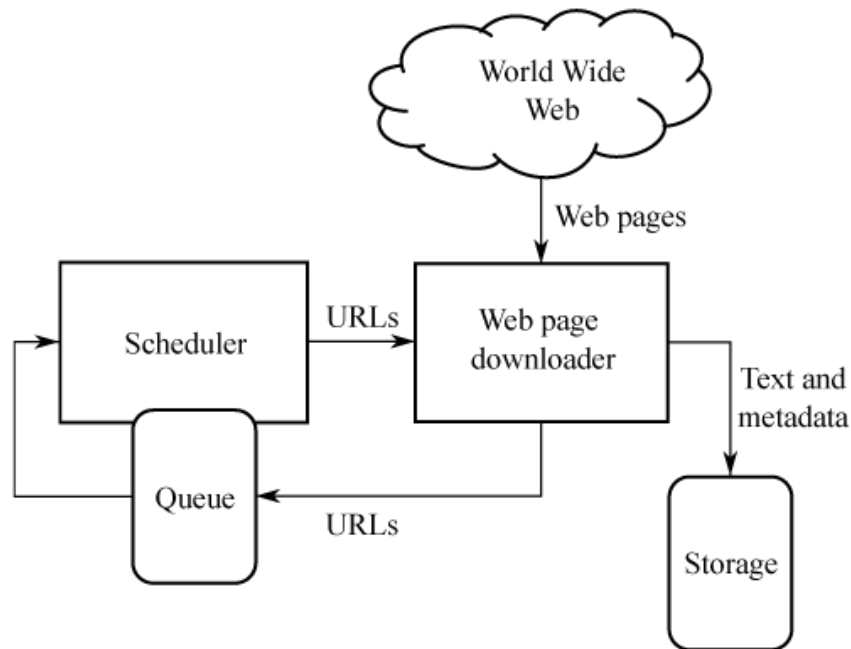 World Wide
Web
Web pages
Scheduler
URLs
Web page
downloader
Text and
metadata
Queue
URLs
Storage